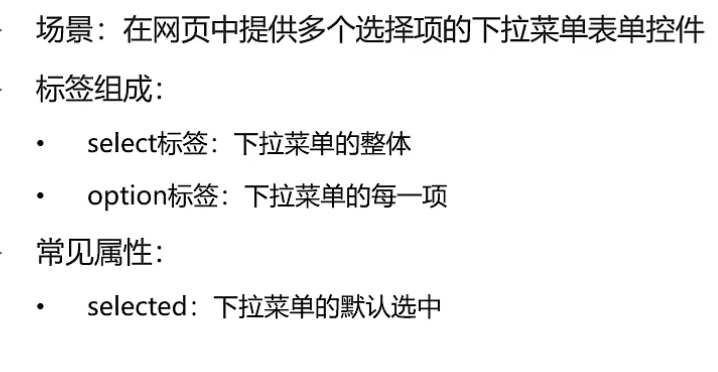 场景：在网页中提供多个选择项的下拉菜单表单控件
标签组成：
• select标签：下拉菜单的整体
• option标签：下拉菜单的每一项
常见属性：
• selected：下拉菜单的默认选中